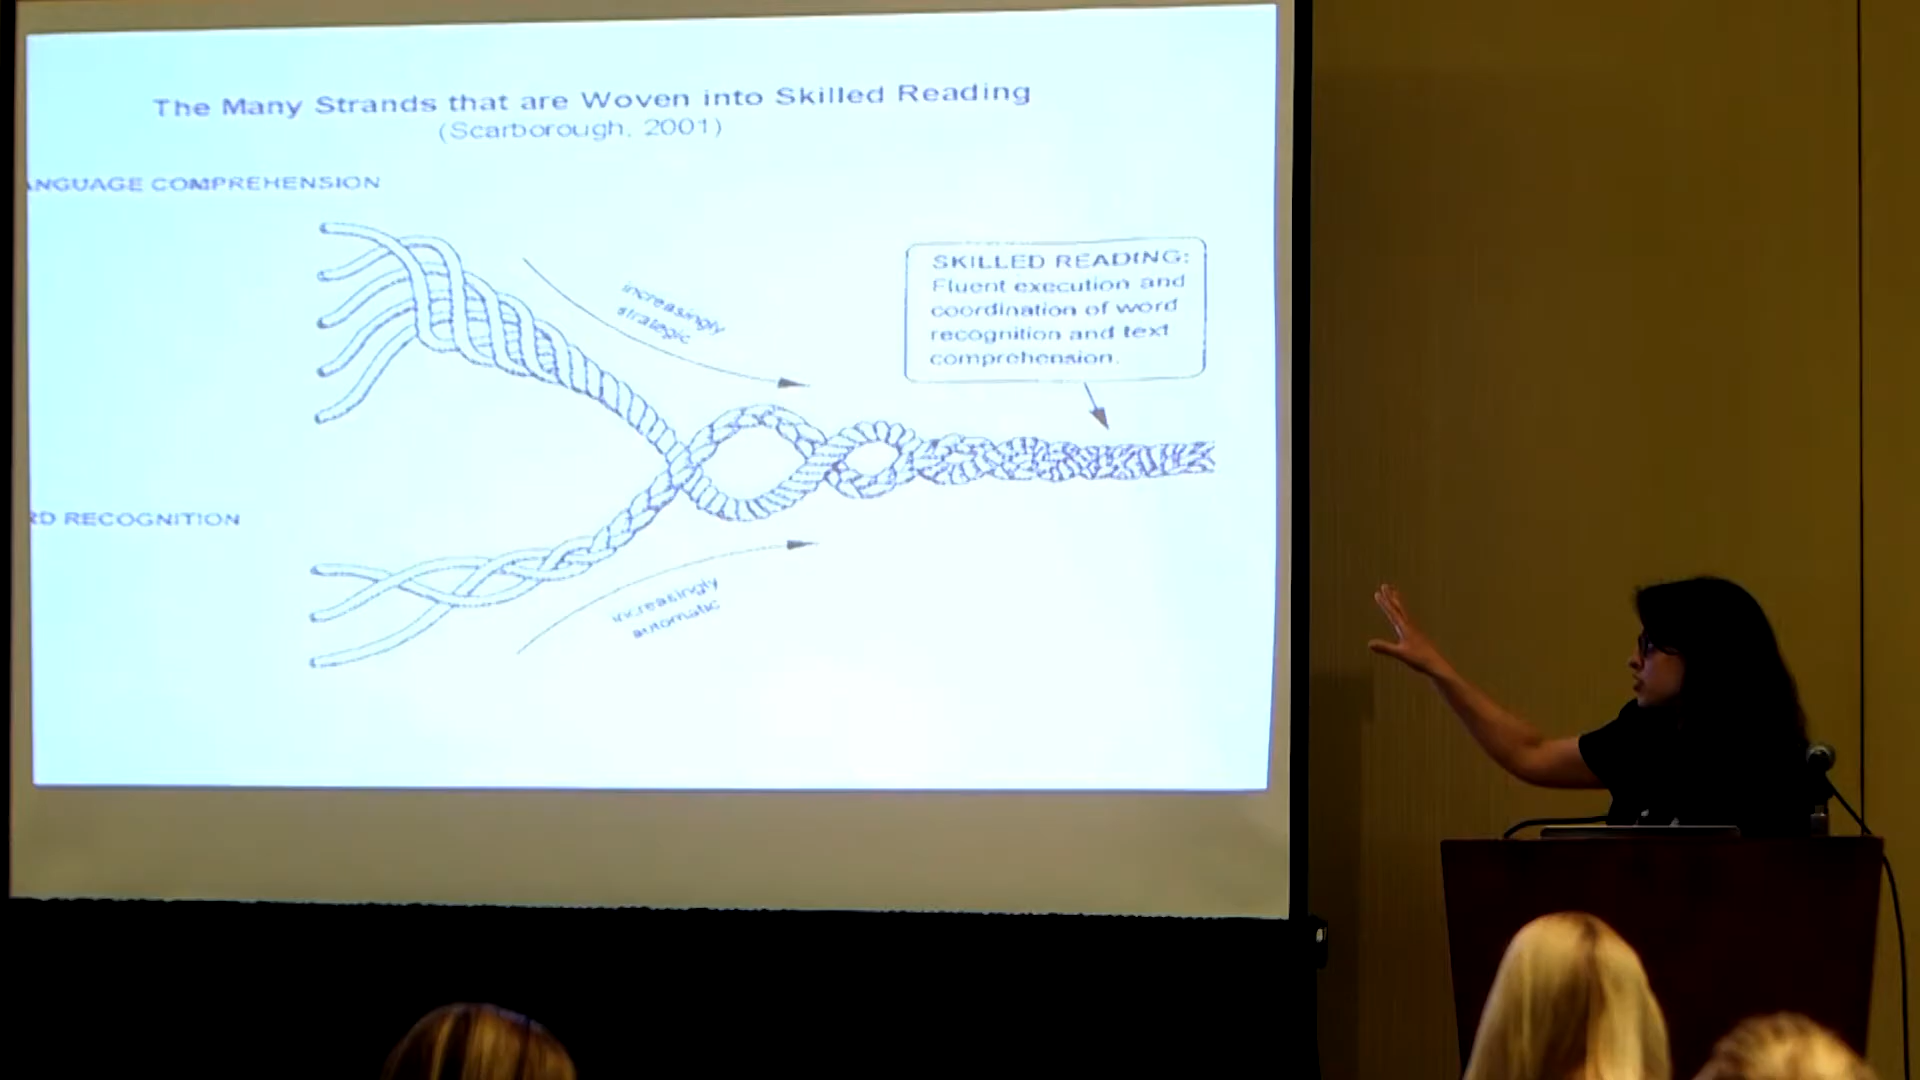 The Many Strands that are Woven into Skilled Reading
(Scarborough, 2001)
ANGUAGE COMPREHENSION
increasingly
strategic
SKILLED READING:
Fluent execution and
coordination of word
recognition and text
comprehension.
RD RECOGNITION
increasingly
automatic